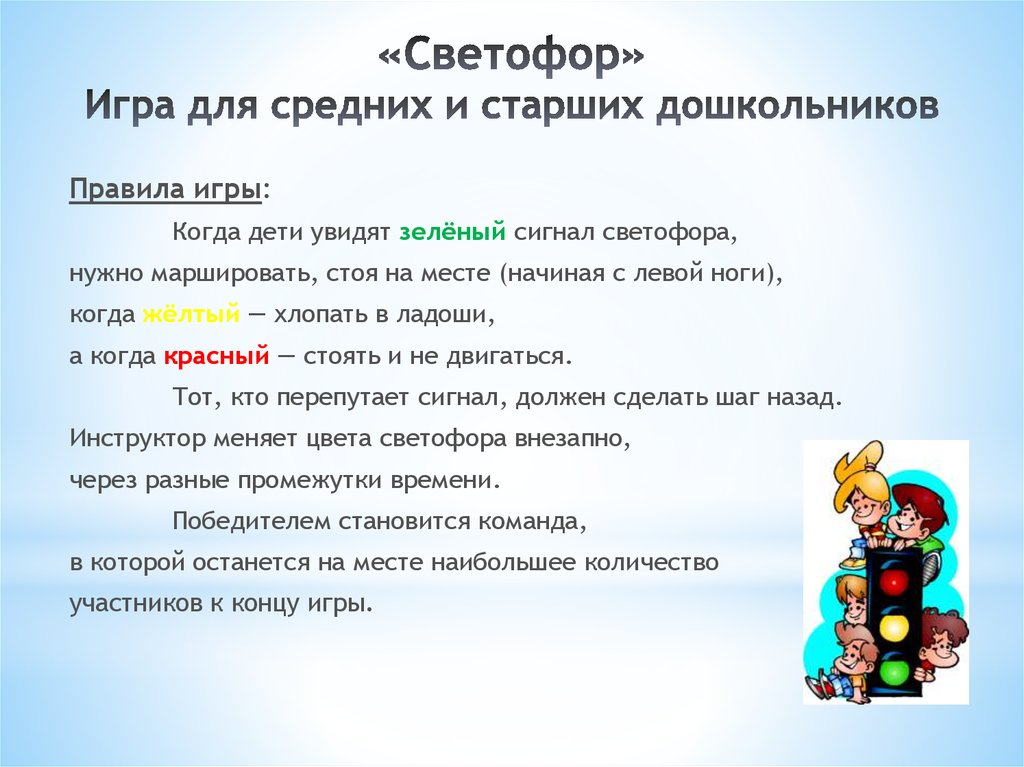 «Светофор»
Игра для средних и старших дошкольников
Правила игры:
Когда дети увидят зелёный сигнал светофора,
нужно маршировать, стоя на месте (начиная с левой ноги),
когда жёлтый — хлопать в ладоши,
а когда красный — стоять и не двигаться.
Тот, кто перепутает сигнал, должен сделать шаг назад.
Инструктор меняет цвета светофора внезапно,
через разные промежутки времени.
Победителем становится команда,
в которой останется на месте наибольшее количество
участников к концу игры.